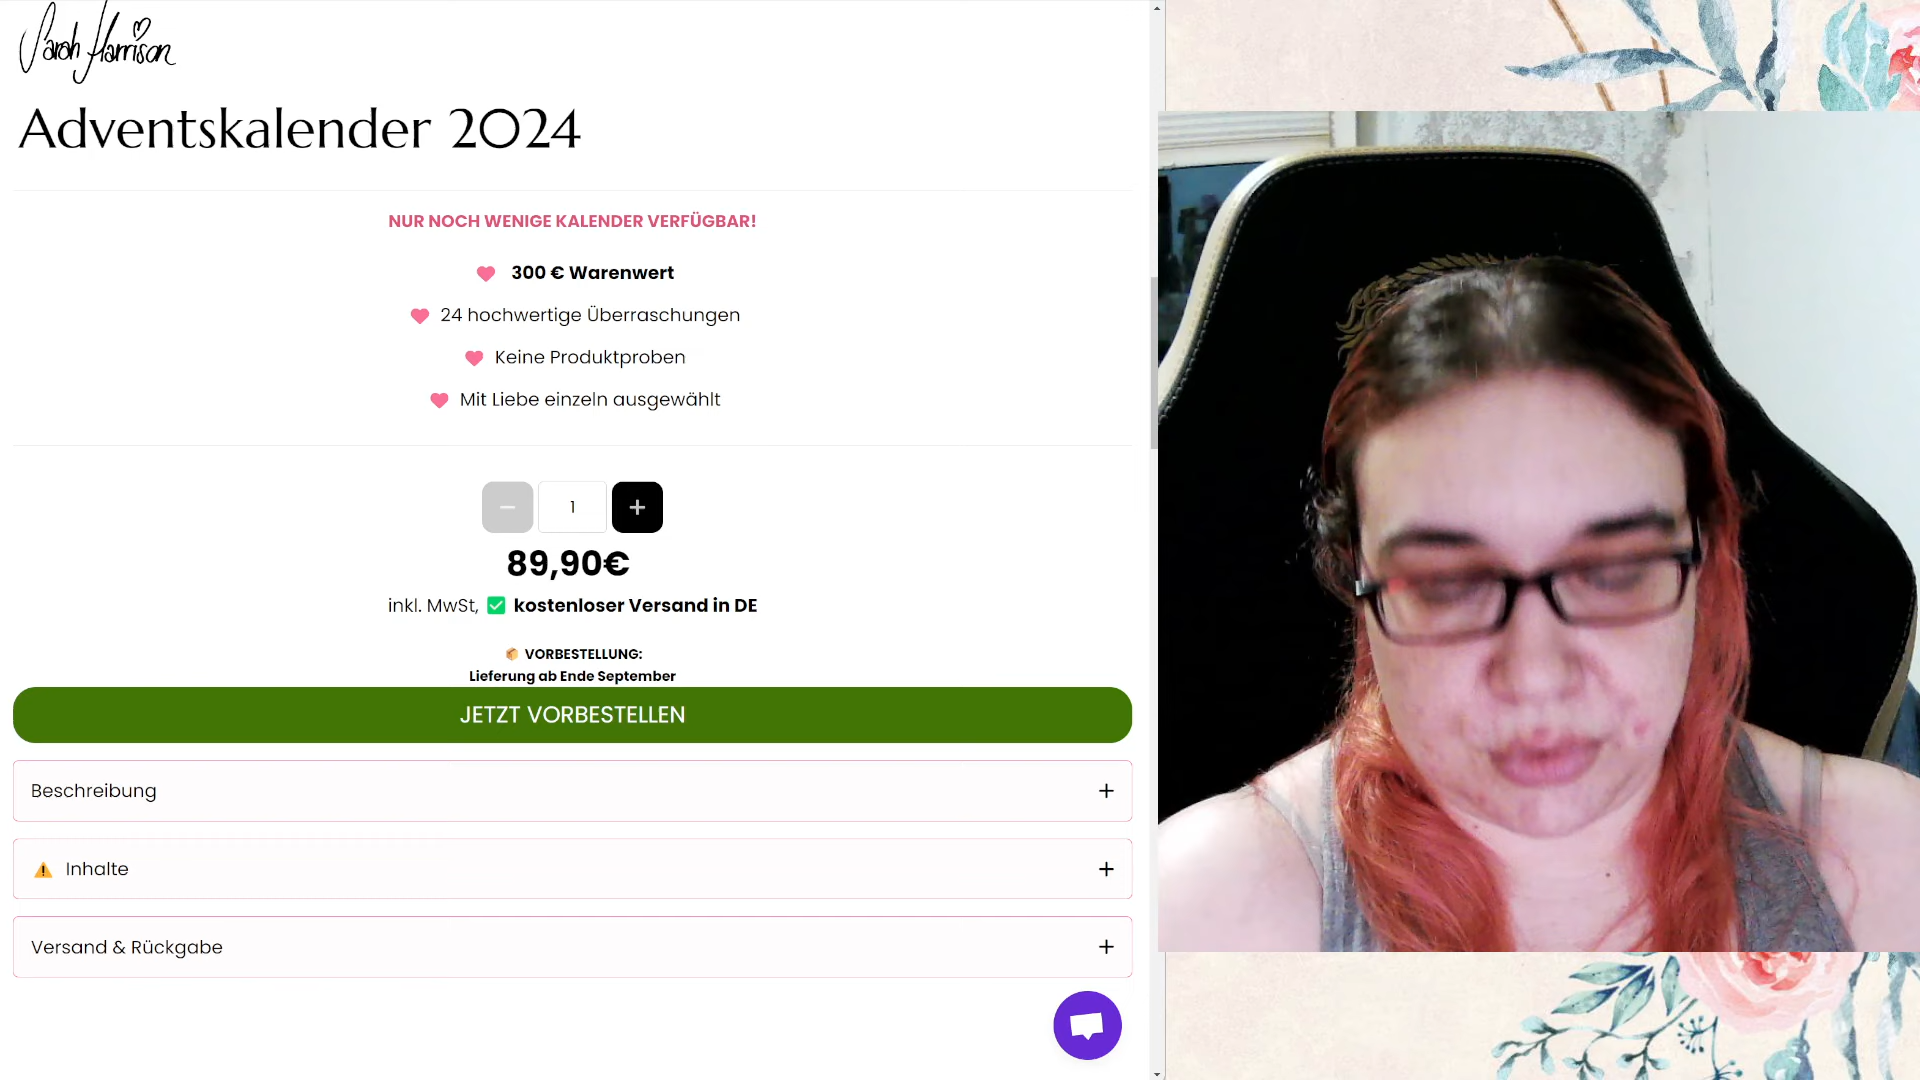 Sarah Harrison
Adventskalender 2024
NUR NOCH WENIGE KALENDER VERFÜGBAR!
300 € Warenwert
24 hochwertige Überraschungen
Keine Produktproben
Mit Liebe einzeln ausgewählt
1
89,90€
inkl. MwSt, kostenloser Versand in DE
VORBESTELLUNG:
Lieferung ab Ende September
JETZT VORBESTELLEN
Beschreibung
Inhalte
Versand & Rückgabe